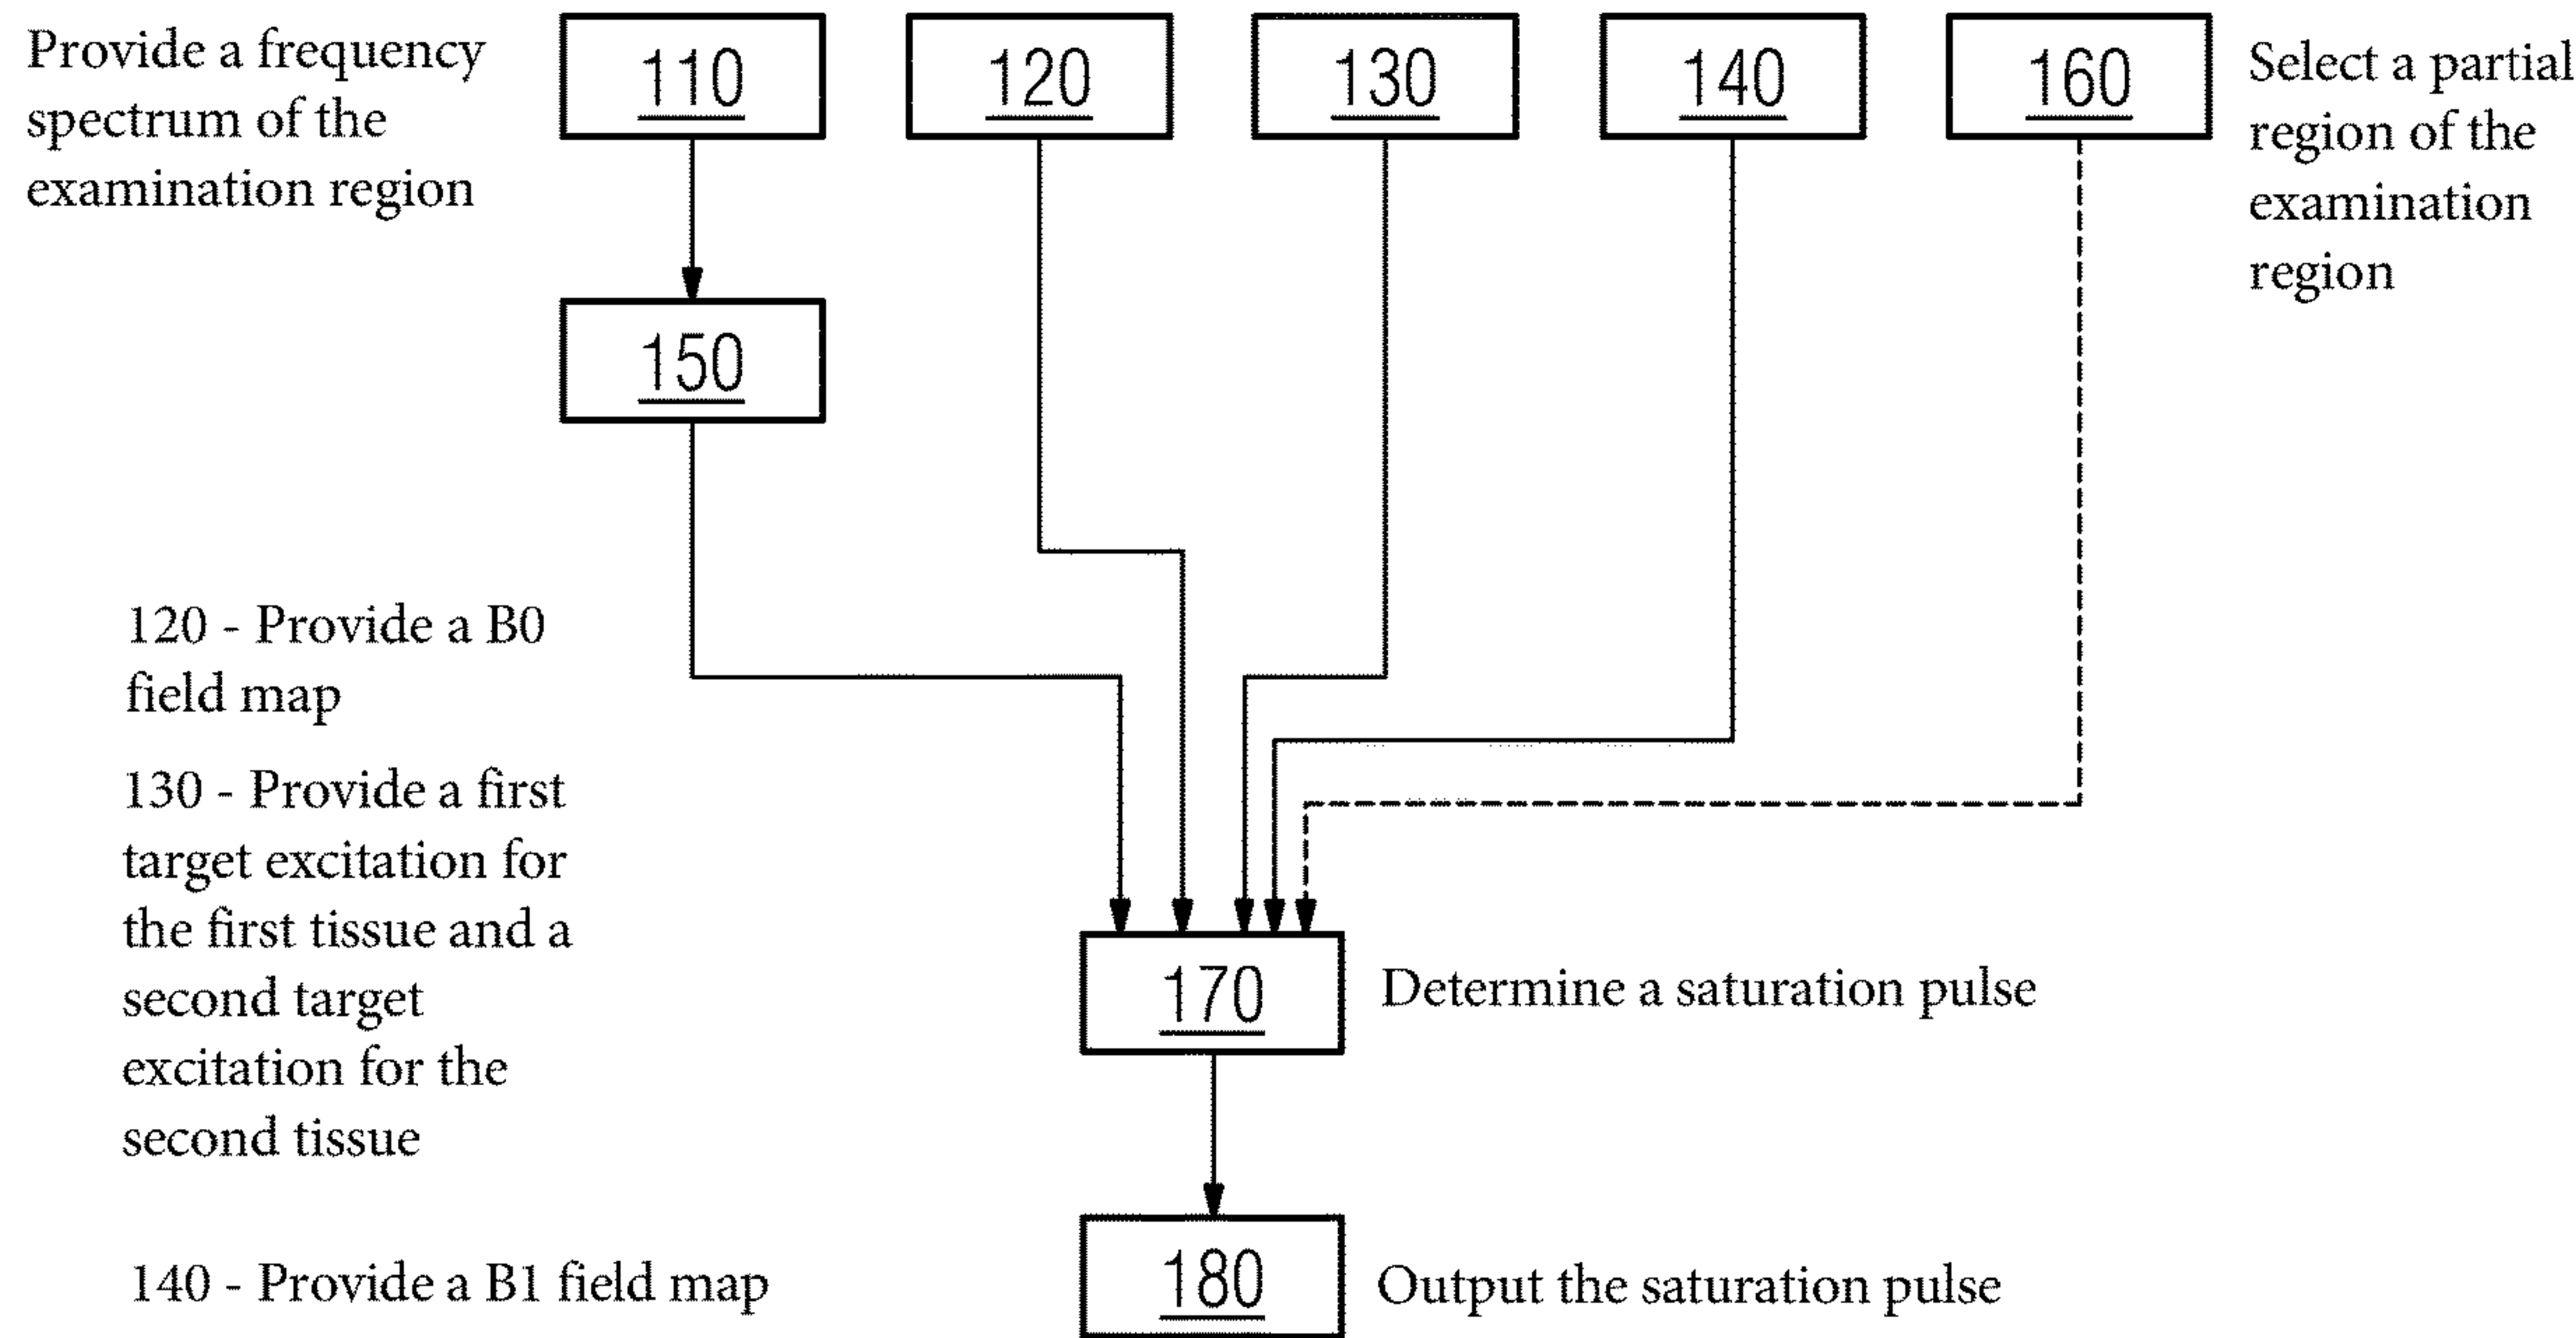 Provide a frequency
spectrum of the
examination region
110
120
130
140
160
Select a partial
region of the
examination
region
150
120 - Provide a B0
field map
130 - Provide a first
target excitation for
the first tissue and a
second target
excitation for the
second tissue
140 - Provide a B1 field map
170
Determine a saturation pulse
180
Output the saturation pulse